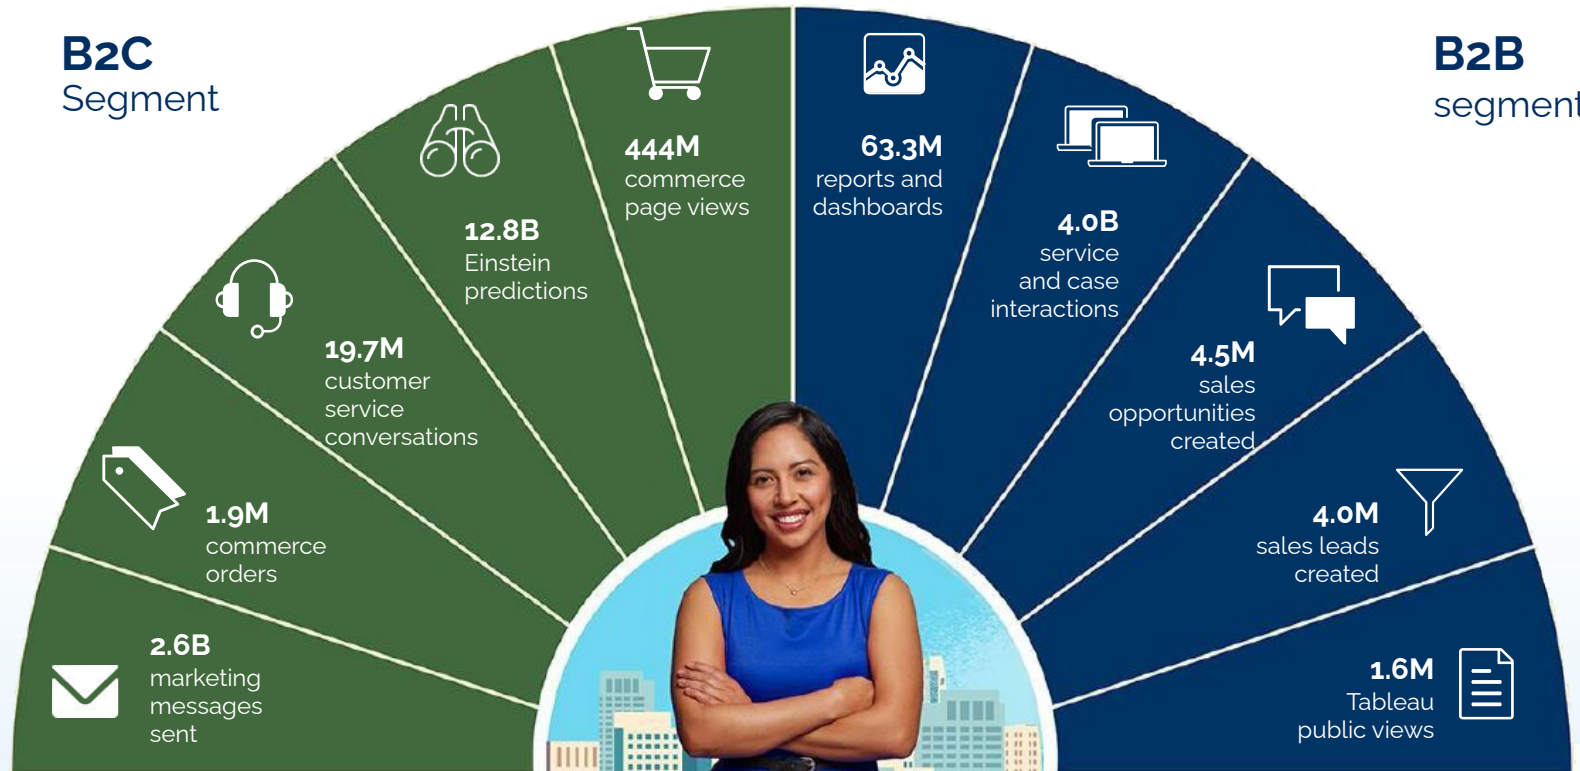 B2C
Segment
B2B
segment
444M
commerce
page views
63.3M
reports and
dashboards
12.8B
Einstein
predictions
4.0B
service
and case
interactions
19.7M
customer
service
conversations
4.5M
sales
opportunities
created
1.9M
commerce
orders
4.0M
sales leads
created
2.6B
marketing
messages
sent
1.6M
Tableau
public views